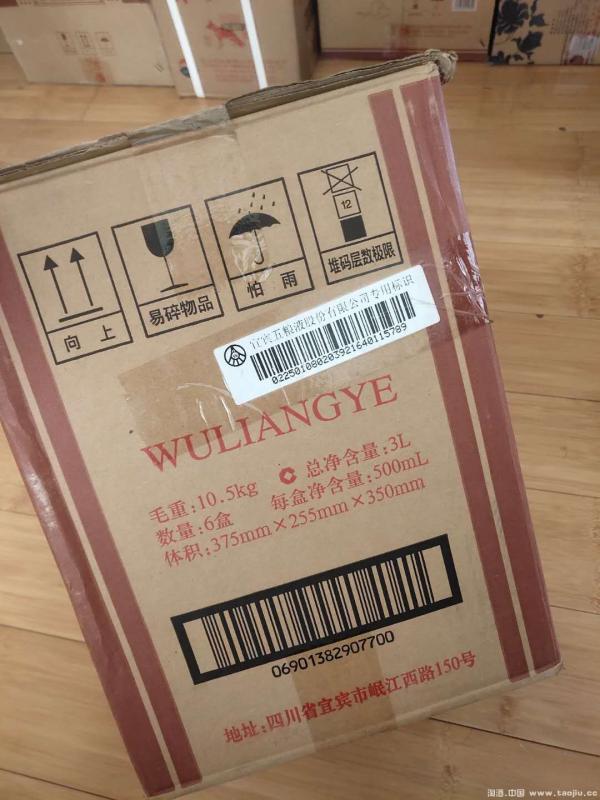 12
向上
易碎物品
怕雨
堆码层数极限
宜宾五粮液股份有限公司专用标识
022501080203921640115789
WULIANGYE
毛重:10.5kg
总净含量:3L
数量:6盒
每盒净含量:500mL
体积:375mm×255mm×350mm
06901382907700
地址:四川省宜宾市岷江西路150号
淘酒.中国 www.taojiu.cc